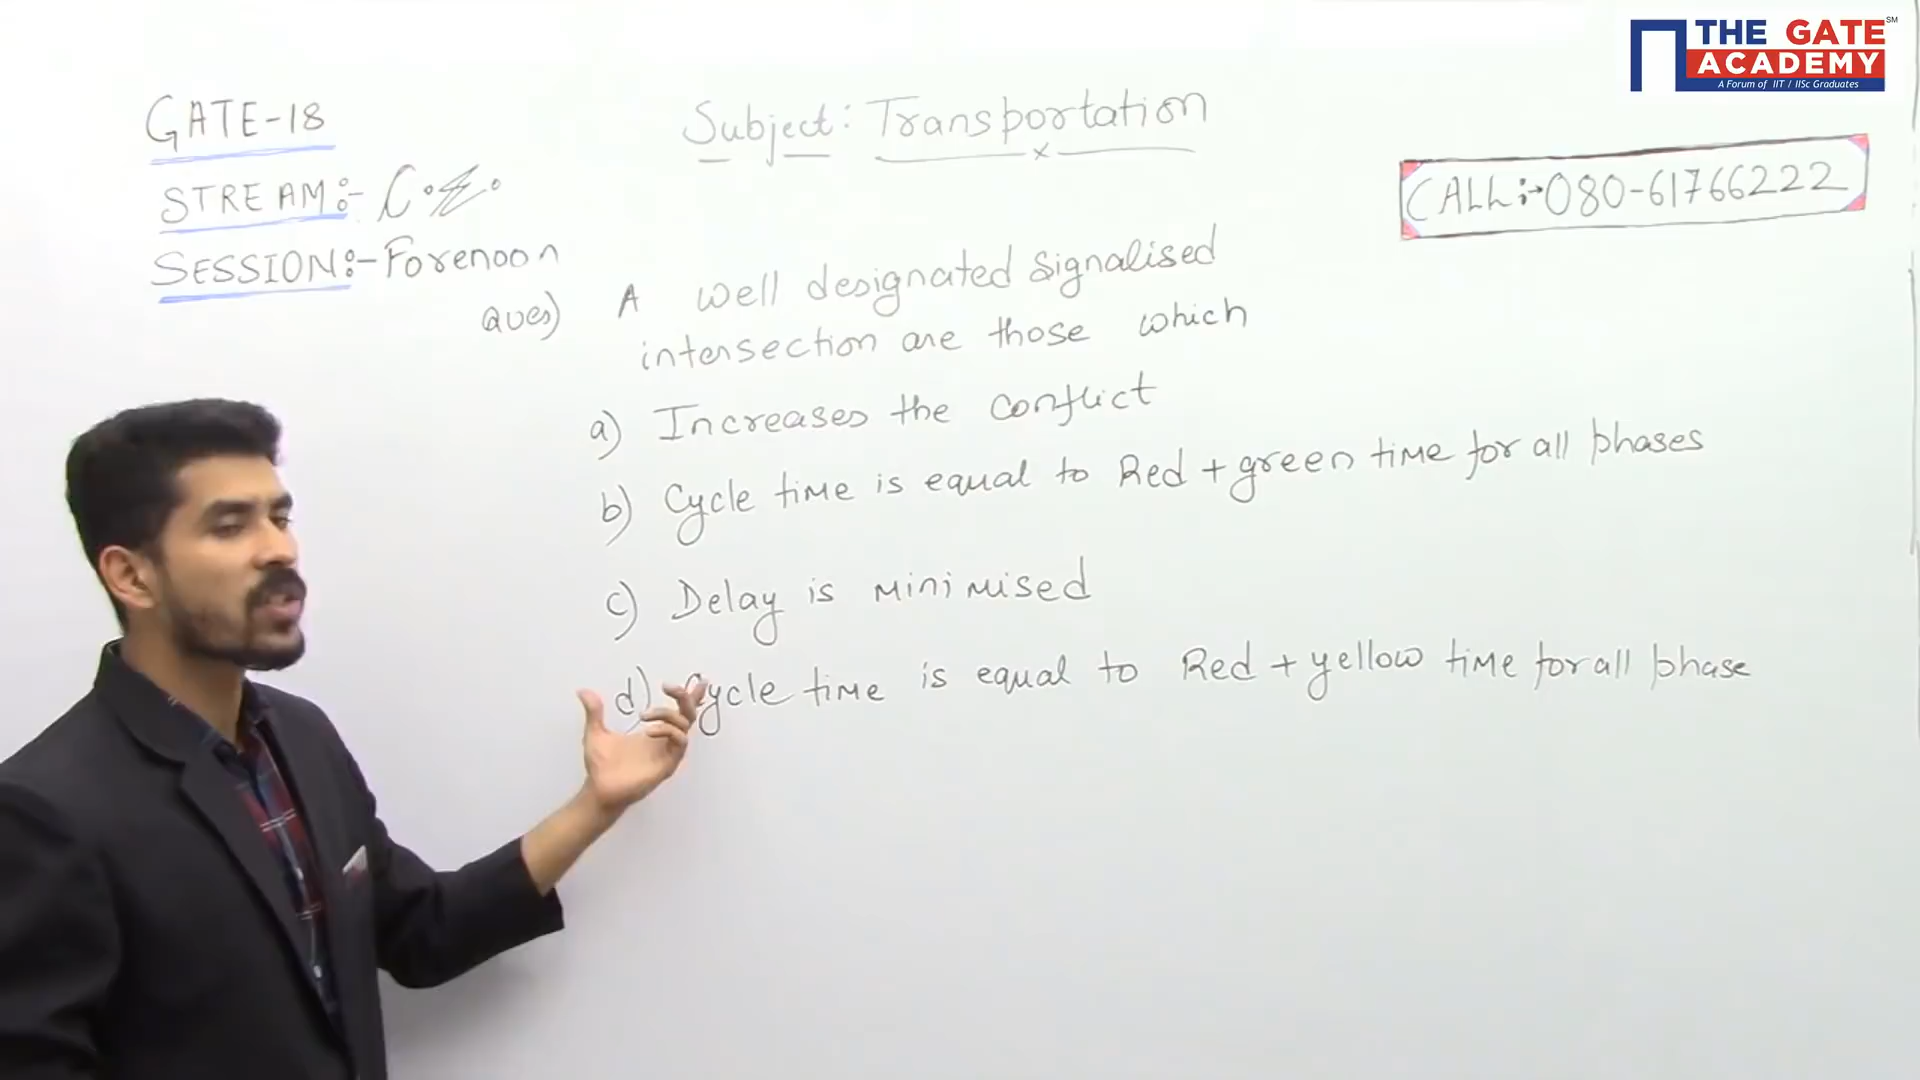 THE GATE
ACADEMY
A Forum of IIT / IISc Graduates
SM
GATE-18
Subject: Transportation
STREAM:- C.E.
CALL:-080-61766222
SESSION:-Forenoon
Ques) A well designated signalised
intersection are those which
a) Increases the conflict
b) Cycle time is equal to Red + green time for all phases
c) Delay is minimised
d) Cycle time is equal to Red + yellow time for all phase